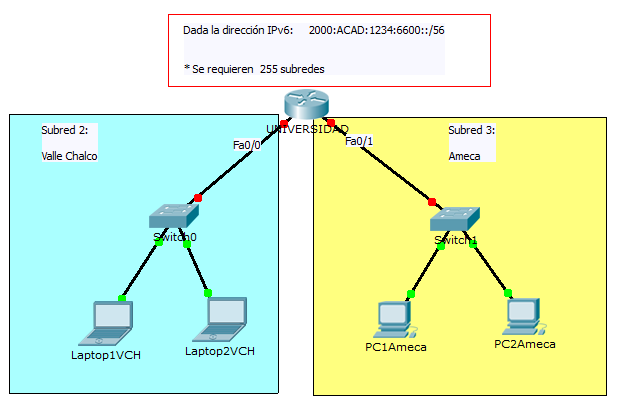 Dada la dirección IPv6: 2000:ACAD:1234:6600::/56
* Se requieren 255 subredes
UNIVERSIDAD
Subred 2:
Valle Chalco
Subred 3:
Ameca
Fa0/0
Fa0/1
Switch0
Switch1
Laptop1VCH
Laptop2VCH
PC1Ameca
PC2Ameca